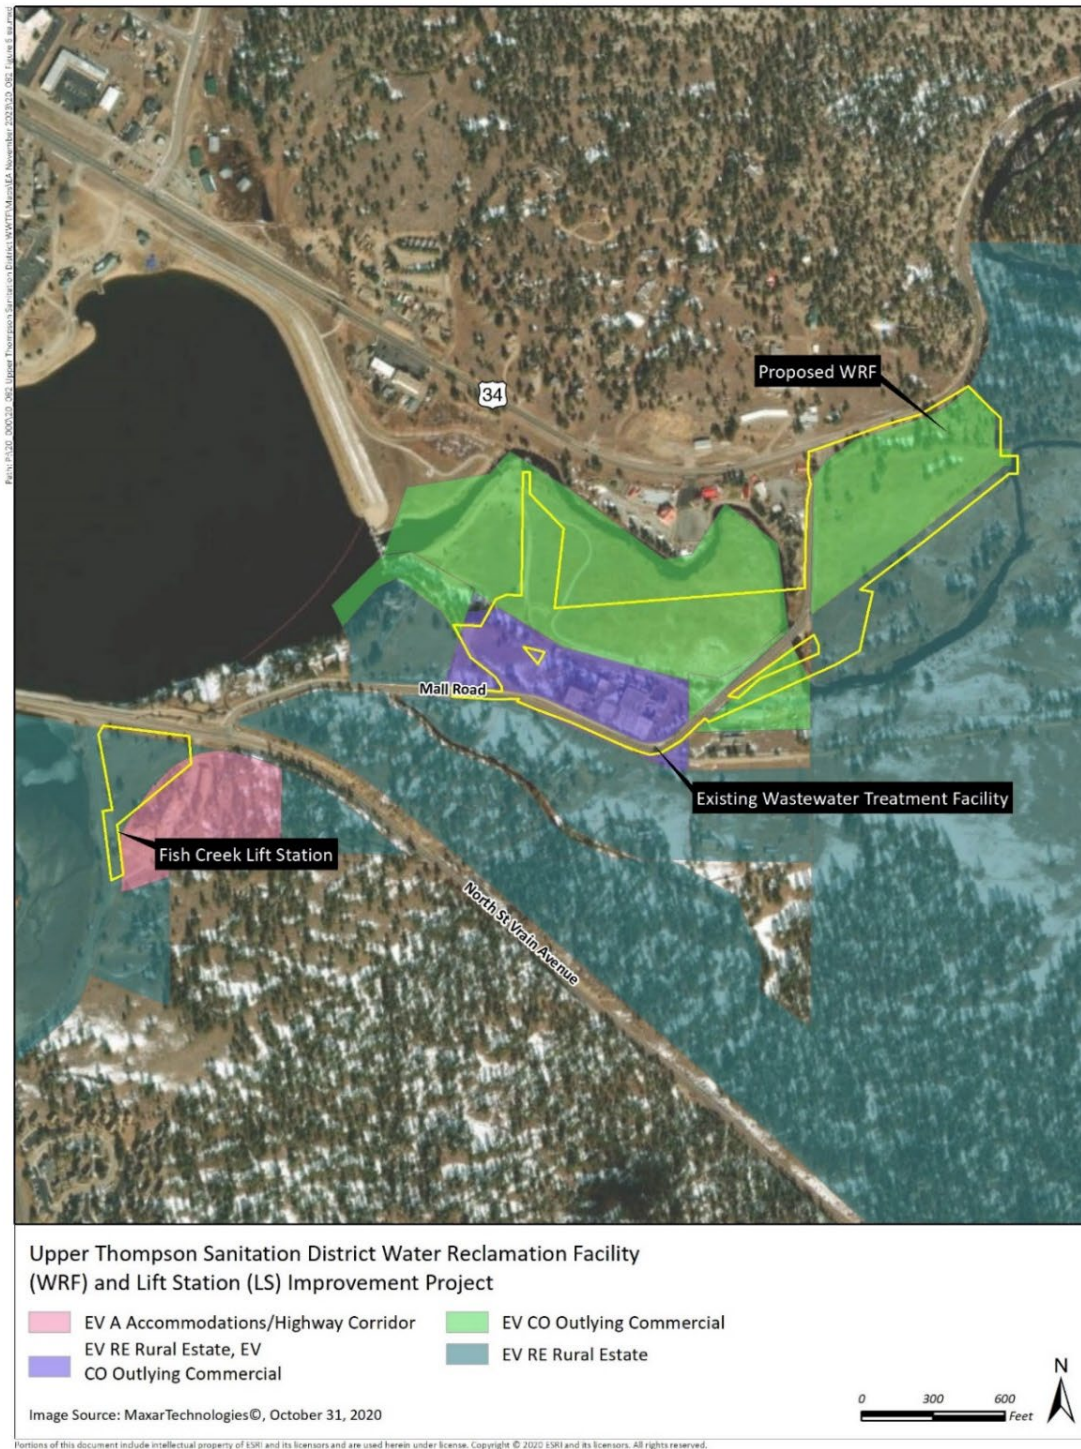 Proposed WRF
34
Mall Road
Existing Wastewater Treatment Facility
Fish Creek Lift Station
North St Vrain Avenue
Upper Thompson Sanitation District Water Reclamation Facility
(WRF) and Lift Station (LS) Improvement Project
EV A Accommodations/Highway Corridor
EV RE Rural Estate, EV
CO Outlying Commercial
EV CO Outlying Commercial
EV RE Rural Estate
Image Source: MaxarTechnologies©, October 31, 2020
0 300 600
Feet
N
Portions of this document include intellectual property of ESRI and its licensors and are used herein under license. Copyright © 2020 ESRI and its licensors. All rights reserved.